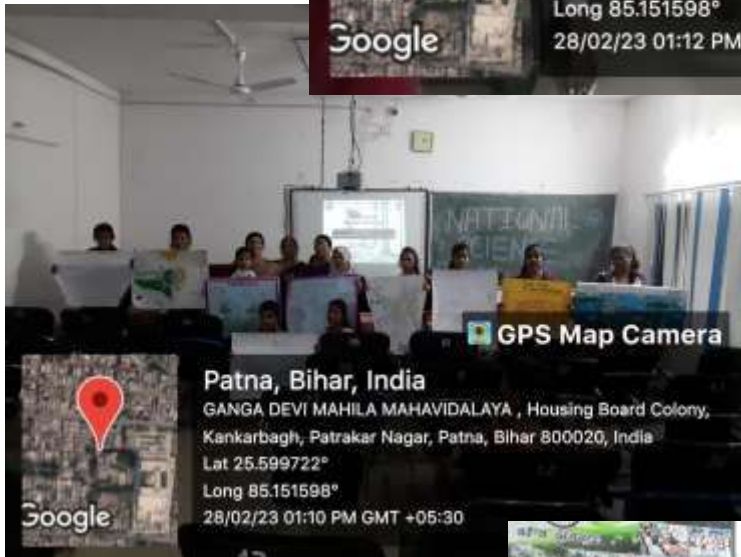 Long 85.151598°
Google
28/02/23 01:12 PM
NATIONAL
SCIENCE
GPS Map Camera
Patna, Bihar, India
GANGA DEVI MAHILA MAHAVIDALAYA , Housing Board Colony,
Kankarbagh, Patrakar Nagar, Patna, Bihar 800020, India
Lat 25.599722°
Long 85.151598°
Google
28/02/23 01:10 PM GMT +05:30